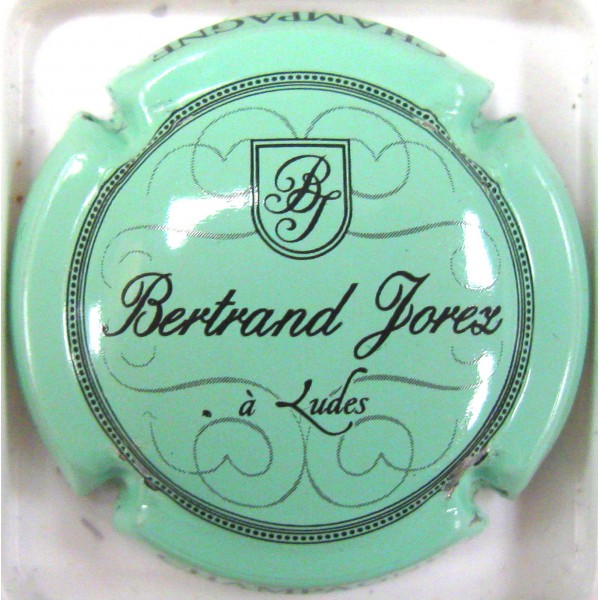 CHAMPAGNE
BJ
Bertrand Jorez
. à Ludes